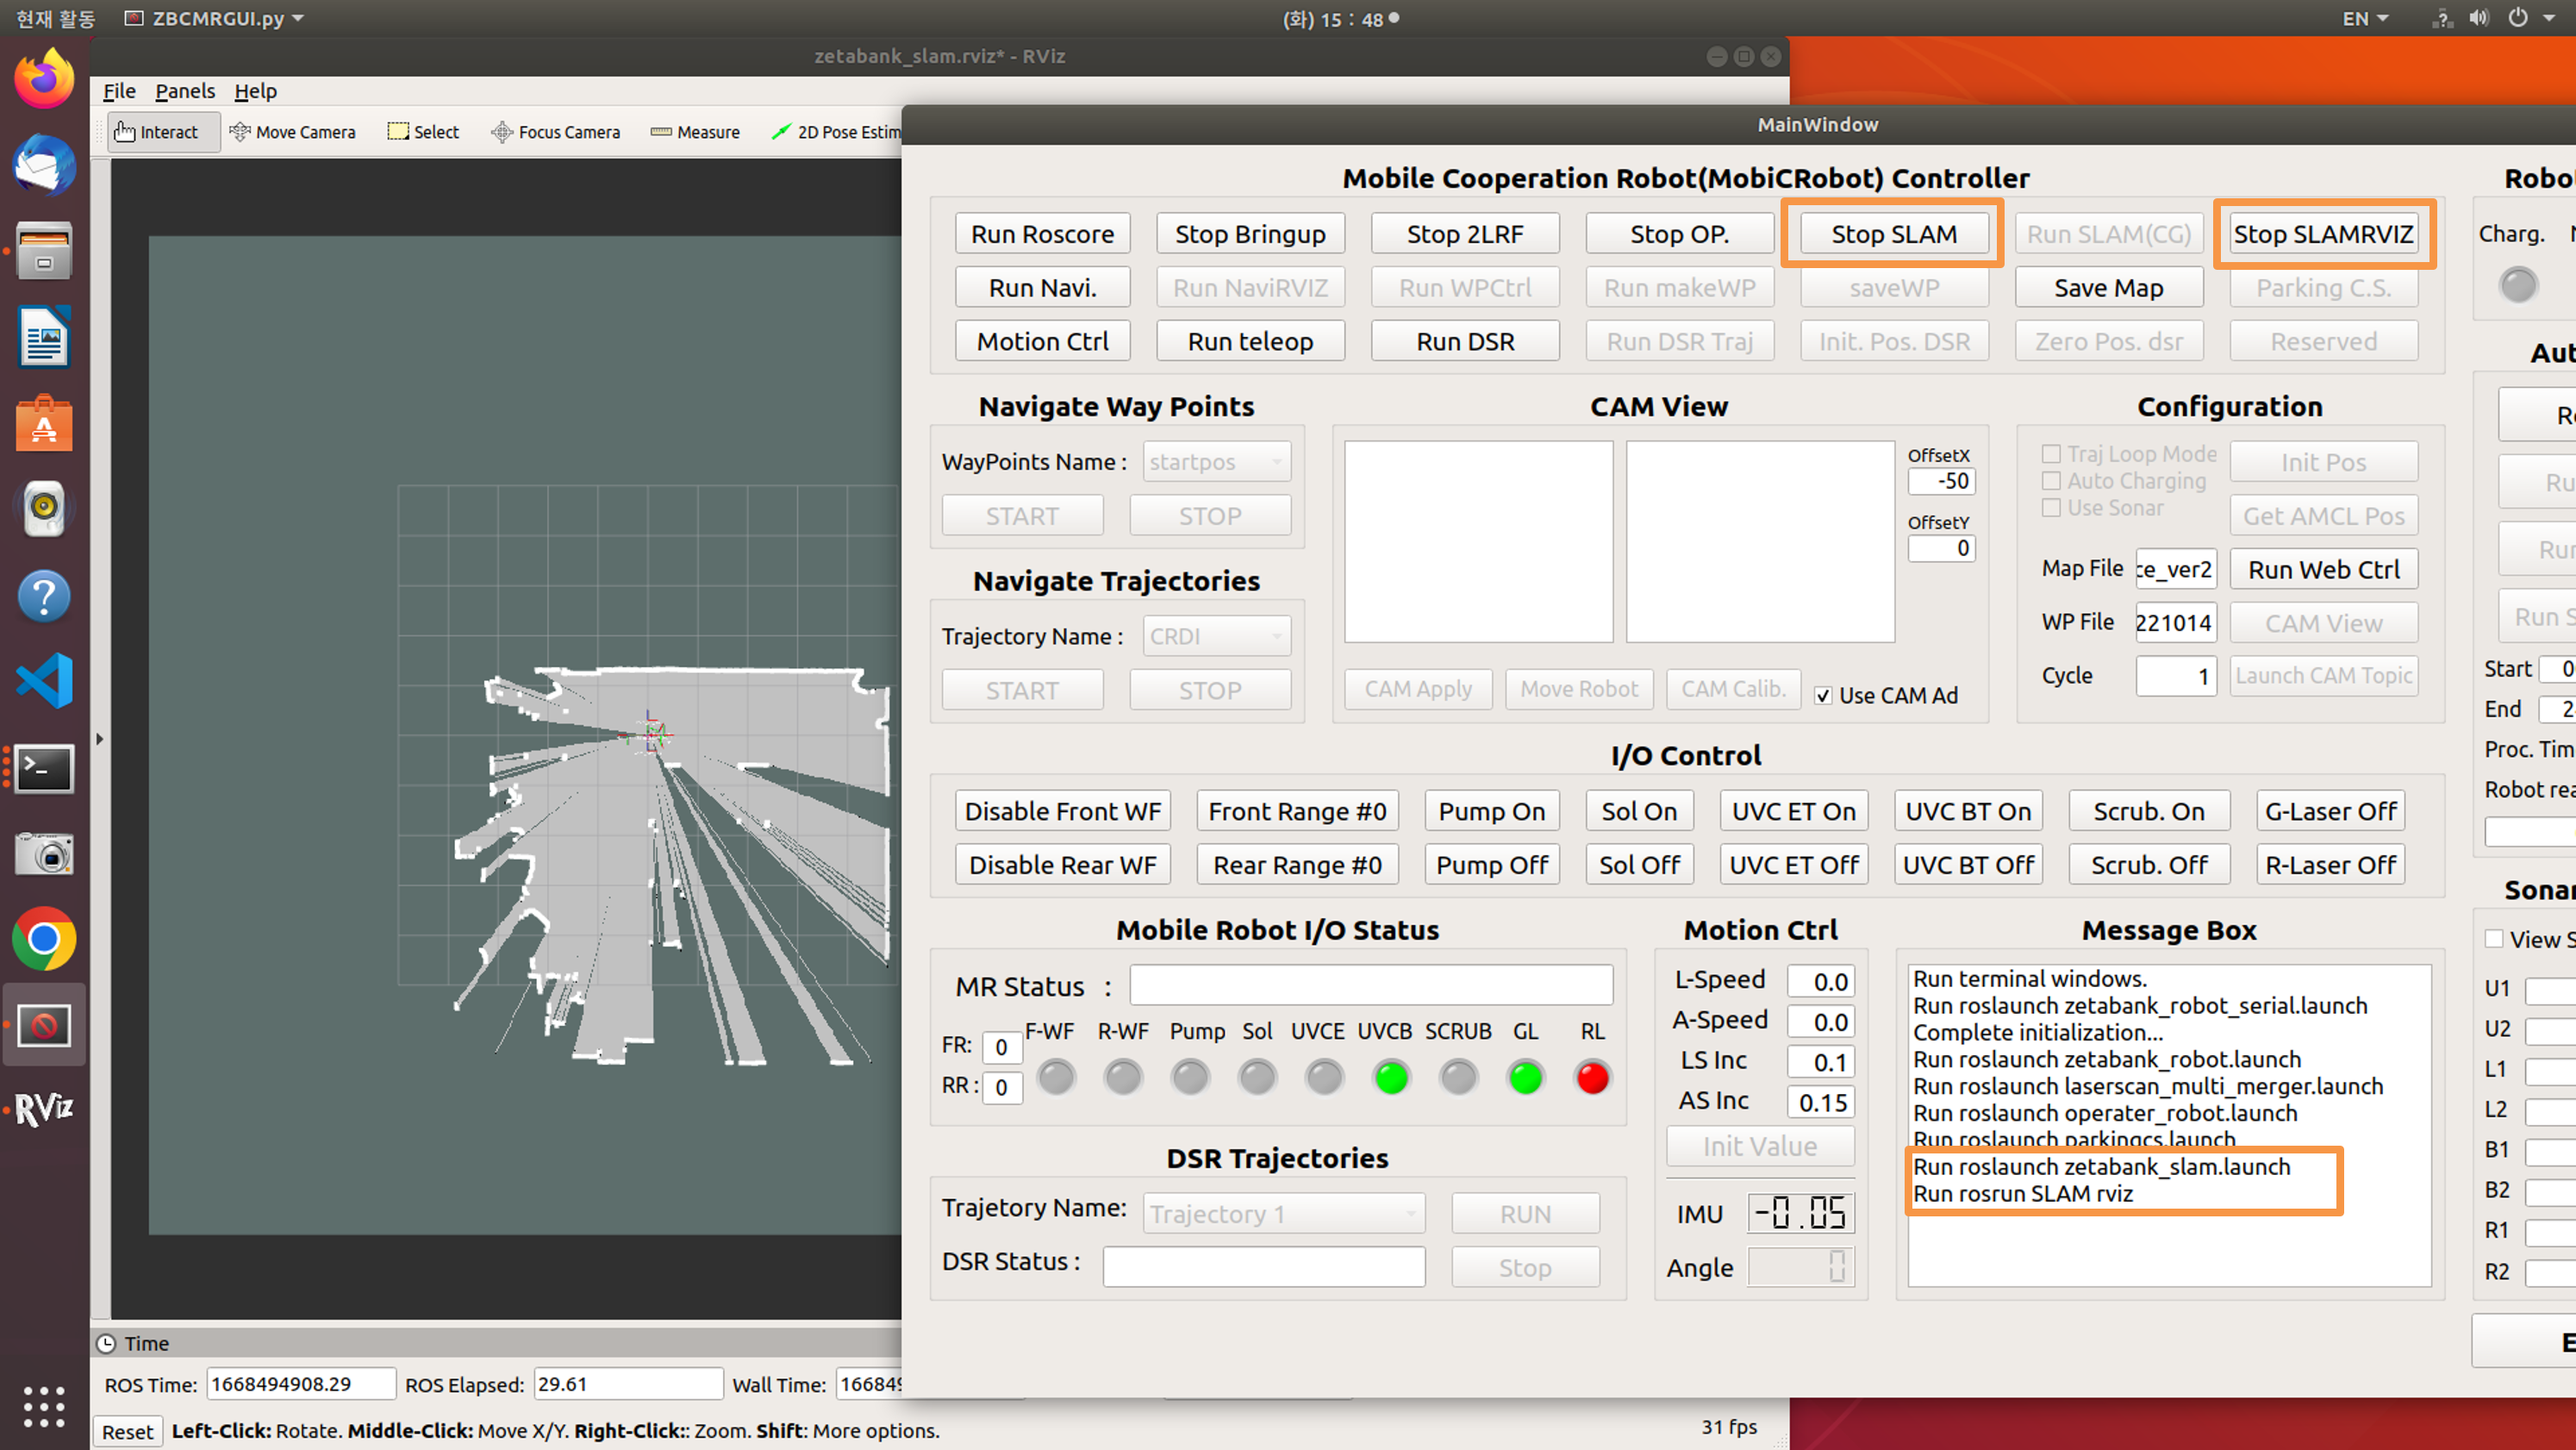 현재 활동
ZBCMRGUI.py
(화) 15 : 48
EN
zetabank_slam.rviz* - RViz
File Panels Help
Interact Move Camera Select Focus Camera Measure 2D Pose Estim
MainWindow
Mobile Cooperation Robot(MobiCRobot) Controller
Run Roscore Stop Bringup Stop 2LRF Stop OP. Stop SLAM Run SLAM(CG) Stop SLAMRVIZ
Run Navi. Run NaviRVIZ Run WPCtrl Run makeWP saveWP Save Map Parking C.S.
Motion Ctrl Run teleop Run DSR Run DSR Traj Init. Pos. DSR Zero Pos. dsr Reserved
Navigate Way Points
WayPoints Name : startpos
START STOP
Navigate Trajectories
Trajectory Name : CRDI
START STOP
CAM View
OffsetX
-50
OffsetY
0
CAM Apply Move Robot CAM Calib. Use CAM Ad
Configuration
Traj Loop Mode Init Pos
Auto Charging
Use Sonar Get AMCL Pos
Map File ce_ver2 Run Web Ctrl
WP File 221014 CAM View
Cycle 1 Launch CAM Topic
I/O Control
Disable Front WF Front Range #0 Pump On Sol On UVC ET On UVC BT On Scrub. On G-Laser Off
Disable Rear WF Rear Range #0 Pump Off Sol Off UVC ET Off UVC BT Off Scrub. Off R-Laser Off
Mobile Robot I/O Status
MR Status :
F-WF R-WF Pump Sol UVCE UVCB SCRUB GL RL
FR: 0
RR : 0
DSR Trajectories
Trajetory Name: Trajectory 1 RUN
DSR Status : Stop
Motion Ctrl
L-Speed 0.0
A-Speed 0.0
LS Inc 0.1
AS Inc 0.15
Init Value
IMU -0.05
Angle 0
Message Box
Run terminal windows.
Run roslaunch zetabank_robot_serial.launch
Complete initialization...
Run roslaunch zetabank_robot.launch
Run roslaunch laserscan_multi_merger.launch
Run roslaunch operater_robot.launch
Run roslaunch parkingcs.launch
Run roslaunch zetabank_slam.launch
Run rosrun SLAM rviz
Robot
Charg.
Aut
Run
Run S
Start 0
End 2
Proc. Tim
Robot rea
Sonar
View S
U1
U2
L1
L2
B1
B2
R1
R2
E
RViz
Time
ROS Time: 1668494908.29 ROS Elapsed: 29.61 Wall Time: 166849
Reset Left-Click: Rotate. Middle-Click: Move X/Y. Right-Click:: Zoom. Shift: More options.
31 fps